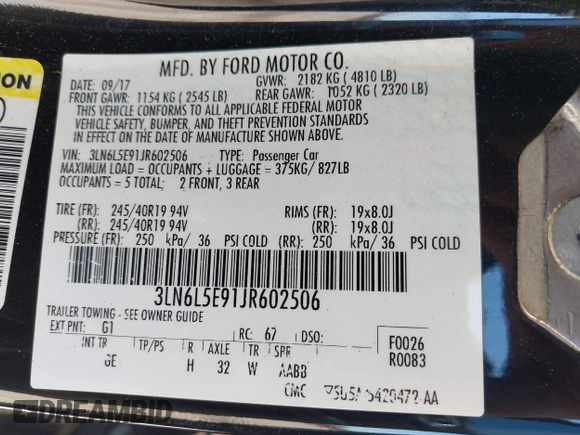 ION
MFD. BY FORD MOTOR CO.
DATE: 09/17 GVWR: 2182 KG ( 4810 LB)
FRONT GAWR: 1154 KG ( 2545 LB) REAR GAWR: 1052 KG ( 2320 LB)
THIS VEHICLE CONFORMS TO ALL APPLICABLE FEDERAL MOTOR
VEHICLE SAFETY, BUMPER, AND THEFT PREVENTION STANDARDS
IN EFFECT ON THE DATE OF MANUFACTURE SHOWN ABOVE.
VIN: 3LN6L5E91JR602506 TYPE: Passenger Car
MAXIMUM LOAD = OCCUPANTS + LUGGAGE = 375KG/ 827LB
OCCUPANTS = 5 TOTAL; 2 FRONT, 3 REAR
TIRE (FR): 245/40R19 94V RIMS (FR): 19x8.0J
(RR): 245/40R19 94V (RR): 19x8.0J
PRESSURE (FR): 250 kPa/ 36 PSI COLD (RR): 250 kPa/ 36 PSI COLD
3LN6L5E91JR602506
TRAILER TOWING - SEE OWNER GUIDE
EXT PNT: G1 RC: 67 DSO: F0026
INT TR TP/PS R AXLE TR SPR R0083
GE H 32 W AABB
CMC
DREAMBID